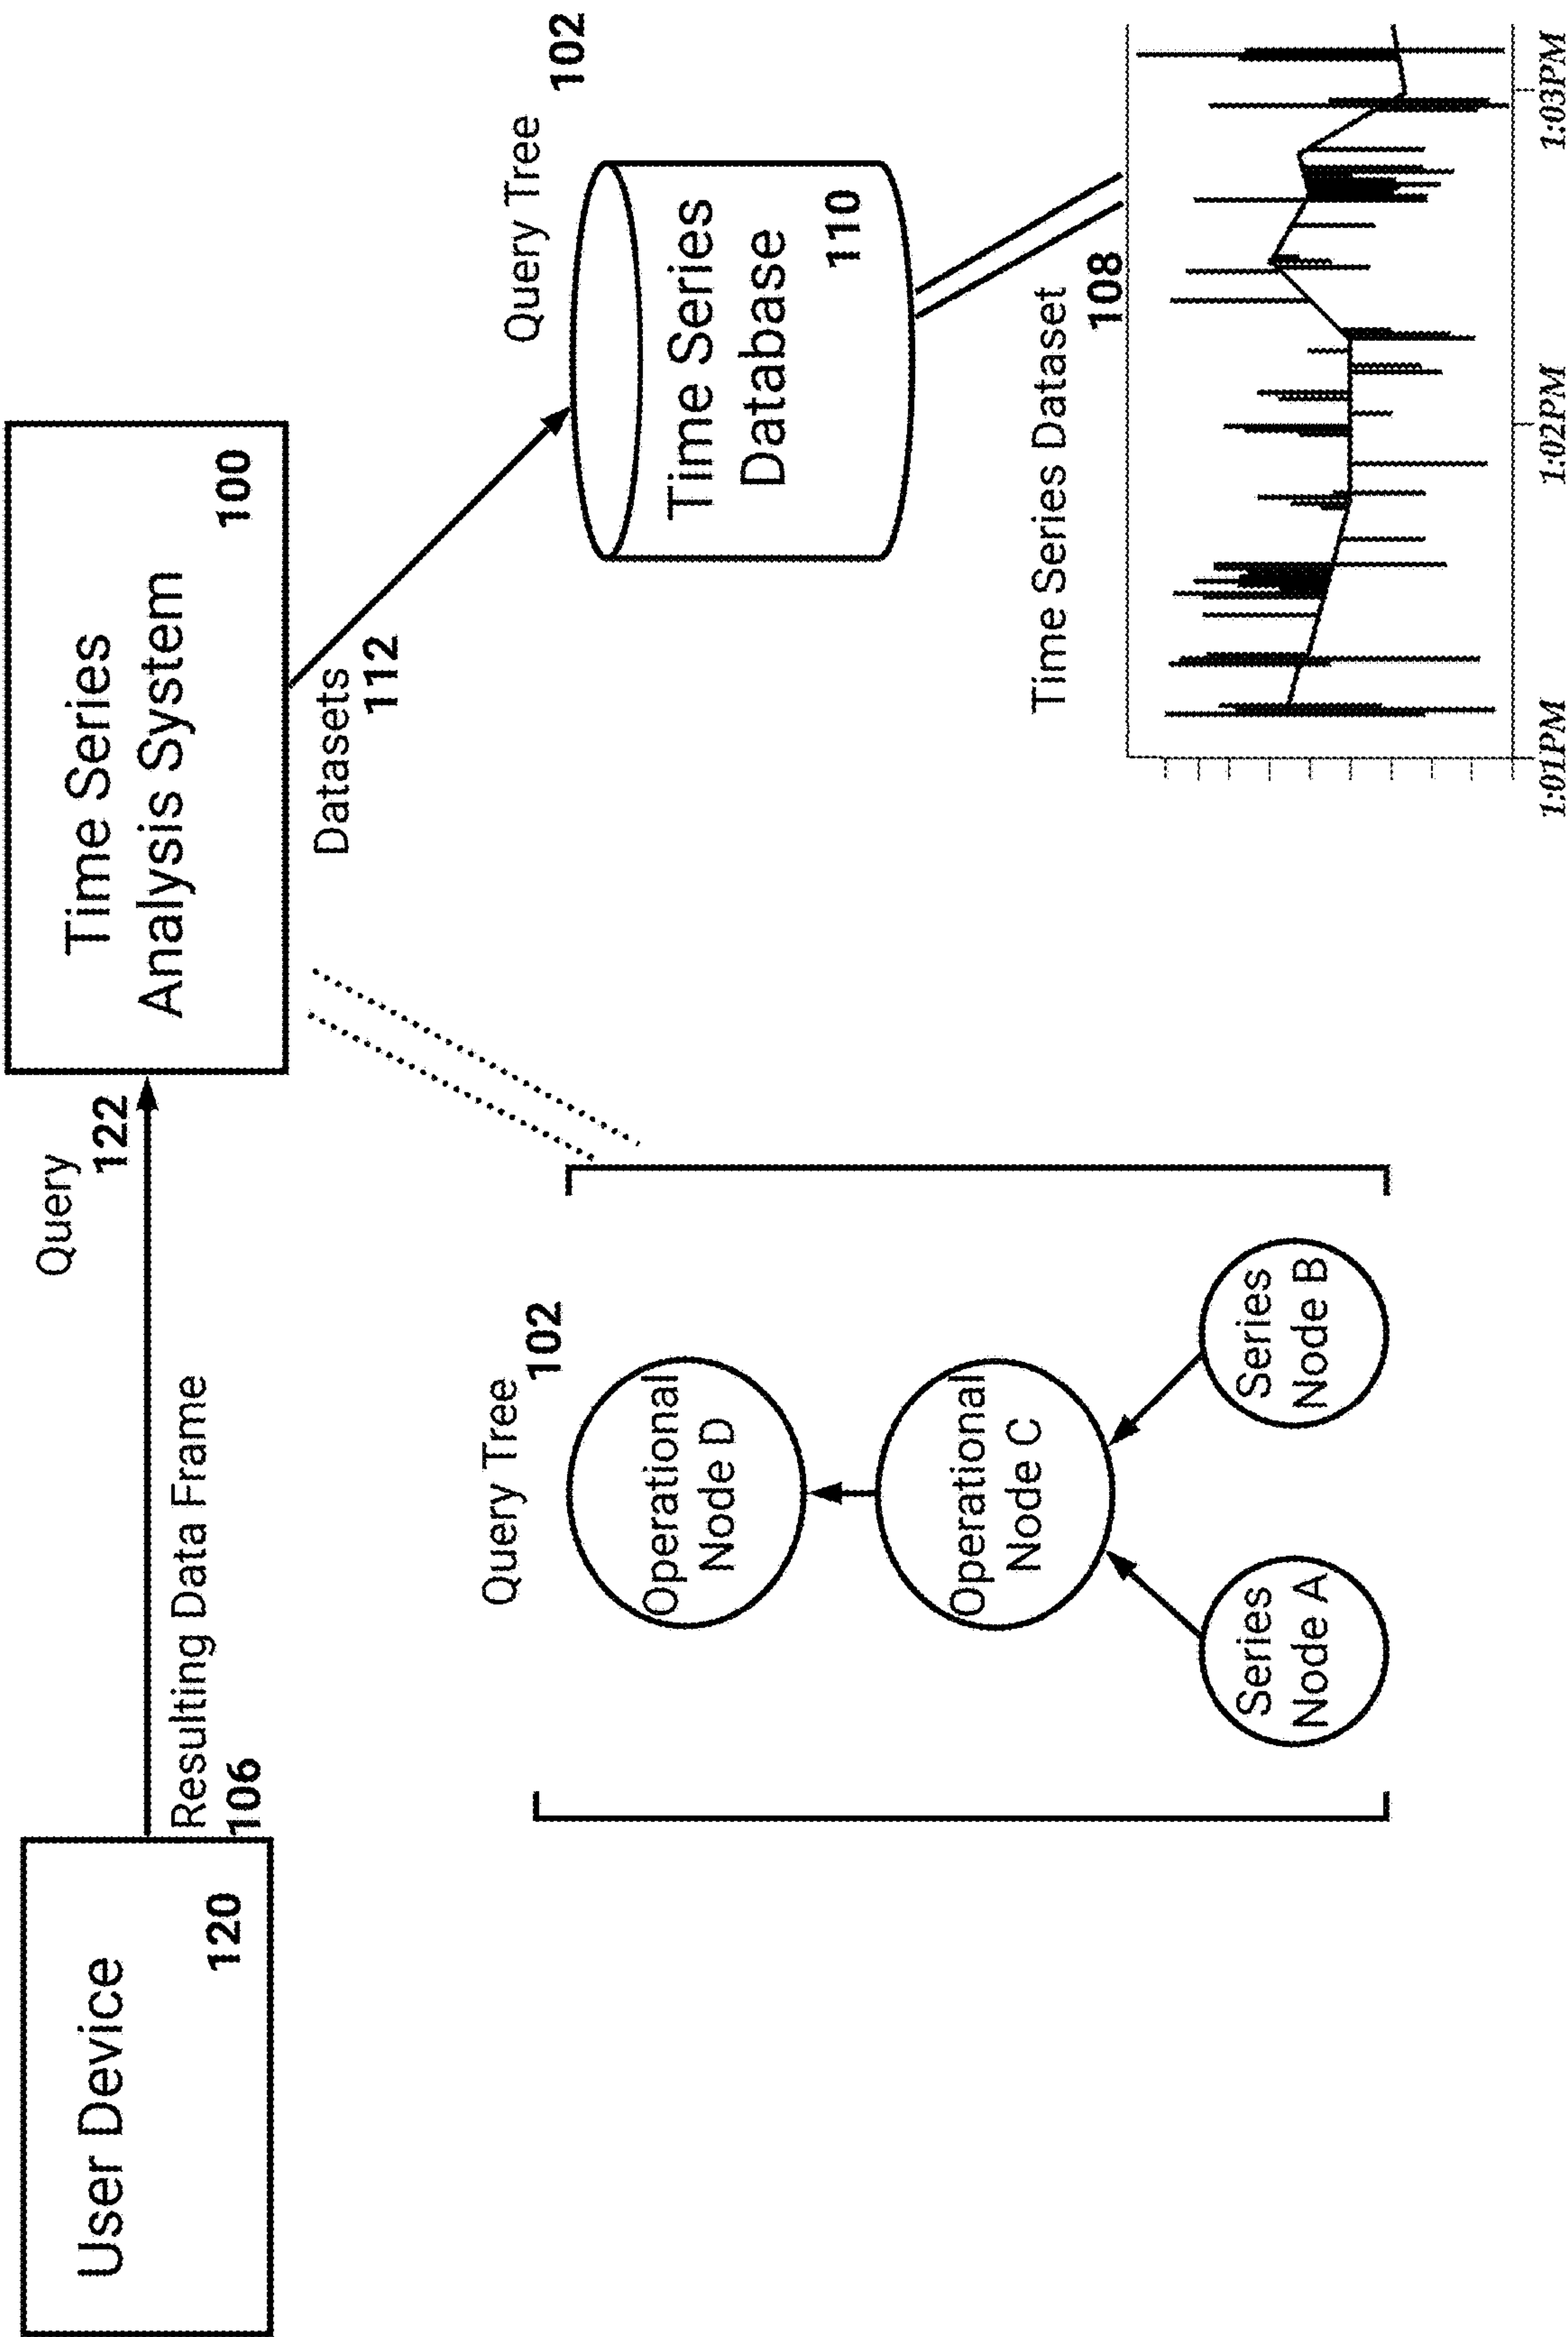 User Device
120
Query
122
Resulting Data Frame
106
Time Series
Analysis System
100
Datasets
112
Query Tree
102
Time Series
Database
110
Query Tree
102
Operational
Node D
Operational
Node C
Series
Node A
Series
Node B
Time Series Dataset
108
1:01PM
1:02PM
1:03PM